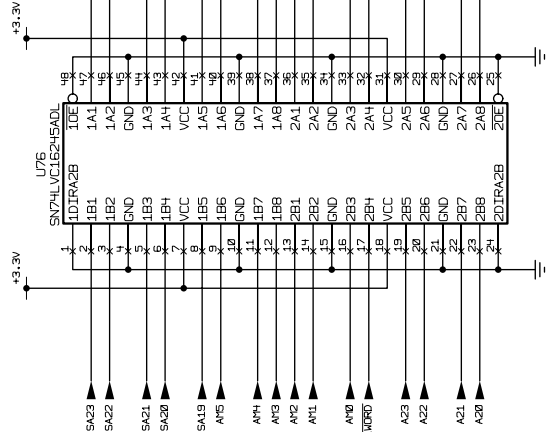 +3.3V
48 47 46 45 44 43 42 41 40 39 38 37 36 35 34 33 32 31 30 29 28 27 26 25
1OE 1A1 1A2 GND 1A3 1A4 VCC 1A5 1A6 GND 1A7 1A8 2A1 2A2 GND 2A3 2A4 VCC 2A5 2A6 GND 2A7 2A8 2OE
U76
SN74LVC16245ADL
1DIRA2B 1B1 1B2 GND 1B3 1B4 VCC 1B5 1B6 GND 1B7 1B8 2B1 2B2 GND 2B3 2B4 VCC 2B5 2B6 GND 2B7 2B8 2DIRA2B
1 2 3 4 5 6 7 8 9 10 11 12 13 14 15 16 17 18 19 20 21 22 23 24
+3.3V
SA23 SA22 SA21 SA20 SA19 AM5 AM4 AM3 AM2 AM1 AM0 WORD A23 A22 A21 A20